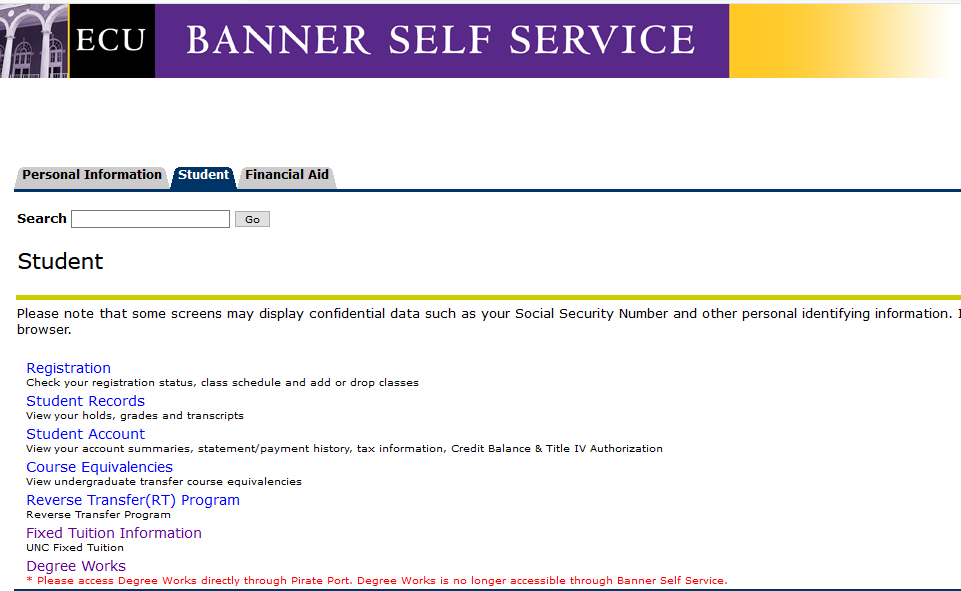 ECU BANNER SELF SERVICE
Personal Information Student Financial Aid
Search Go
Student
Please note that some screens may display confidential data such as your Social Security Number and other personal identifying information.
browser.
Registration
Check your registration status, class schedule and add or drop classes
Student Records
View your holds, grades and transcripts
Student Account
View your account summaries, statement/payment history, tax information, Credit Balance & Title IV Authorization
Course Equivalencies
View undergraduate transfer course equivalencies
Reverse Transfer(RT) Program
Reverse Transfer Program
Fixed Tuition Information
UNC Fixed Tuition
Degree Works
* Please access Degree Works directly through Pirate Port. Degree Works is no longer accessible through Banner Self Service.